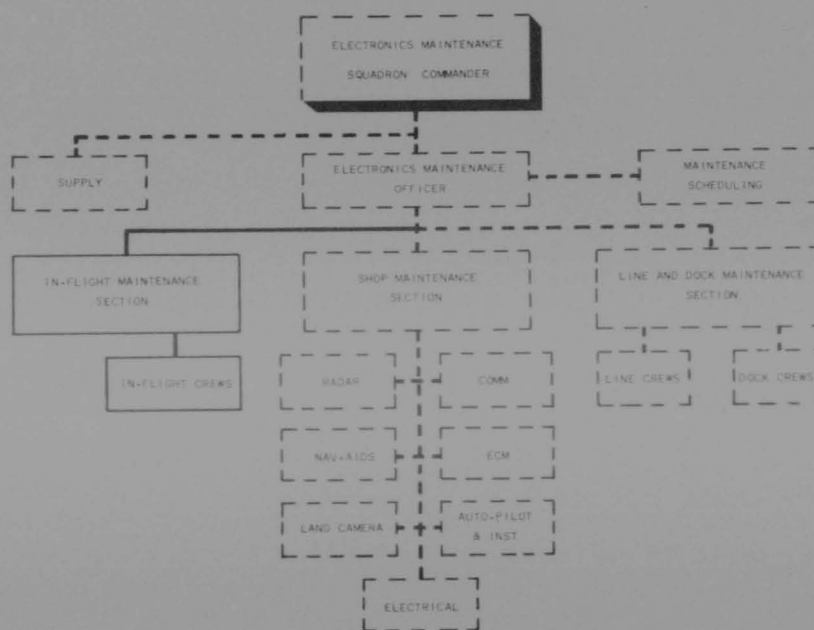 ELECTRONICS MAINTENANCE
SQUADRON COMMANDER
SUPPLY
ELECTRONICS MAINTENANCE
OFFICER
MAINTENANCE
SCHEDULING
IN-FLIGHT MAINTENANCE
SECTION
SHOP MAINTENANCE
SECTION
LINE AND DOCK MAINTENANCE
SECTION
IN-FLIGHT CREWS
RADAR
COMM
LINE CREWS
DOCK CREWS
NAV-AIDS
ECM
LAND CAMERA
AUTO-PILOT
& INST
ELECTRICAL